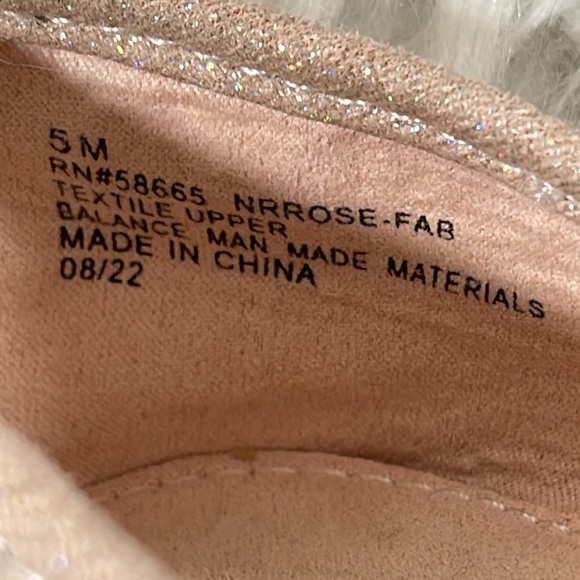 5 M
RN#58665 NRROSE-FAB
TEXTILE UPPER
BALANCE MAN MADE MATERIALS
MADE IN CHINA
08/22